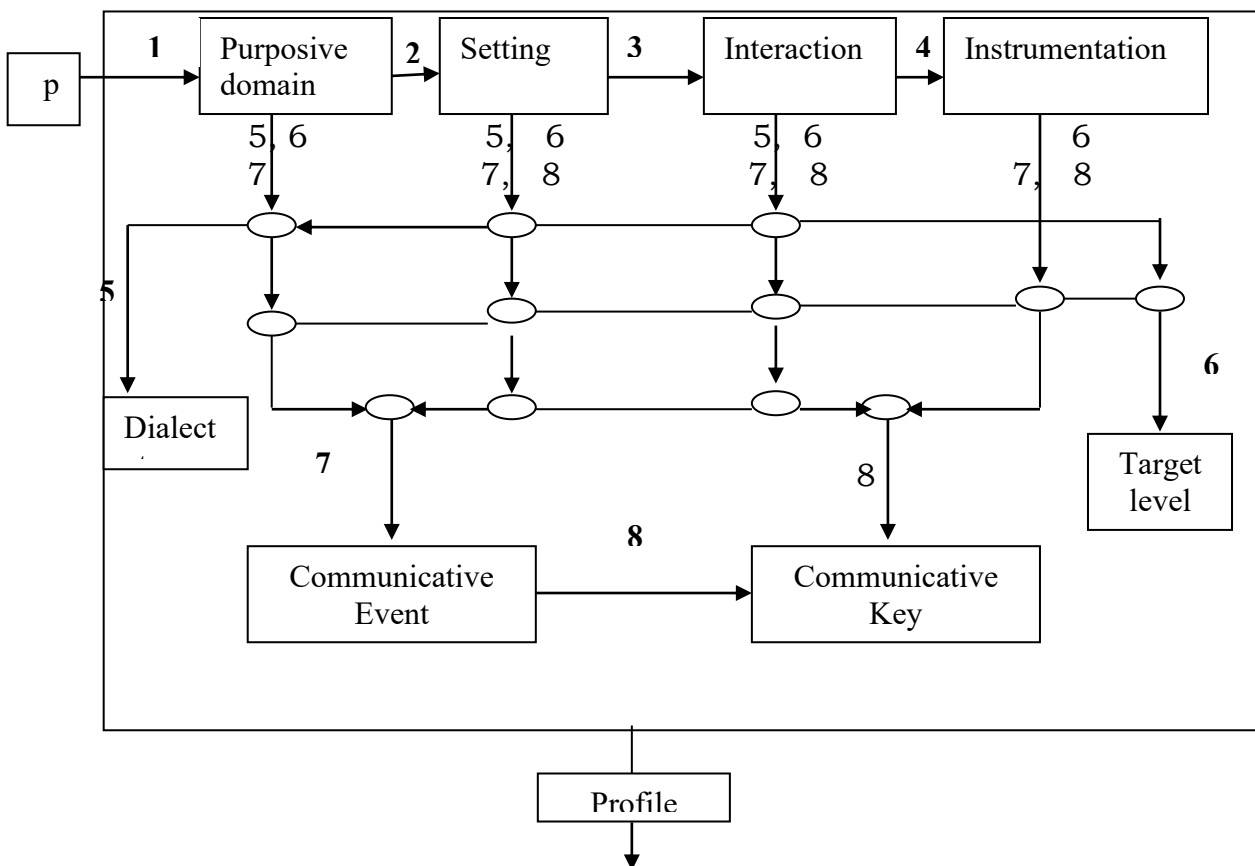 1
2
3
4
p
Purposive
domain
Setting
Interaction
Instrumentation
5, 6
7
5, 6
7, 8
5, 6
7, 8
6
7, 8
5
6
Dialect
7
8
Target
level
8
Communicative
Event
Communicative
Key
Profile